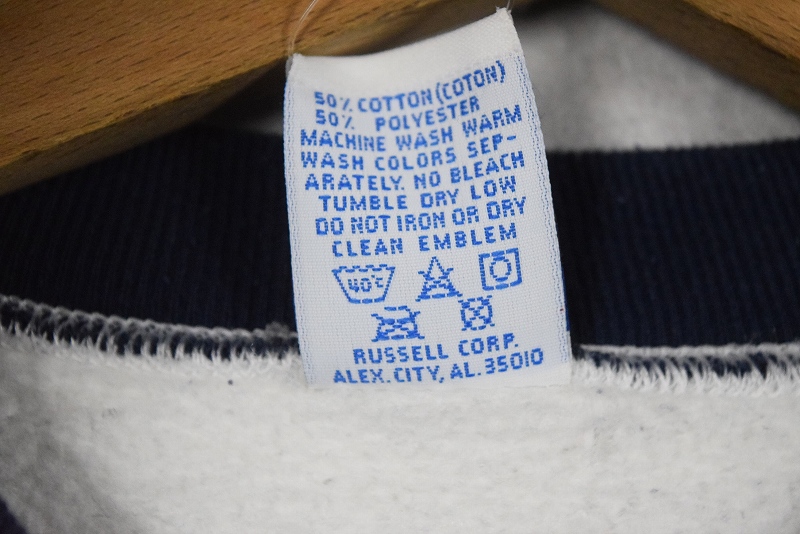 50% COTTON (COTON)
50% POLYESTER
MACHINE WASH WARM
WASH COLORS SEP-
ARATELY. NO BLEACH
TUMBLE DRY LOW
DO NOT IRON OR DRY
CLEAN EMBLEM
40°C
RUSSELL CORP.
ALEX. CITY, AL. 35010